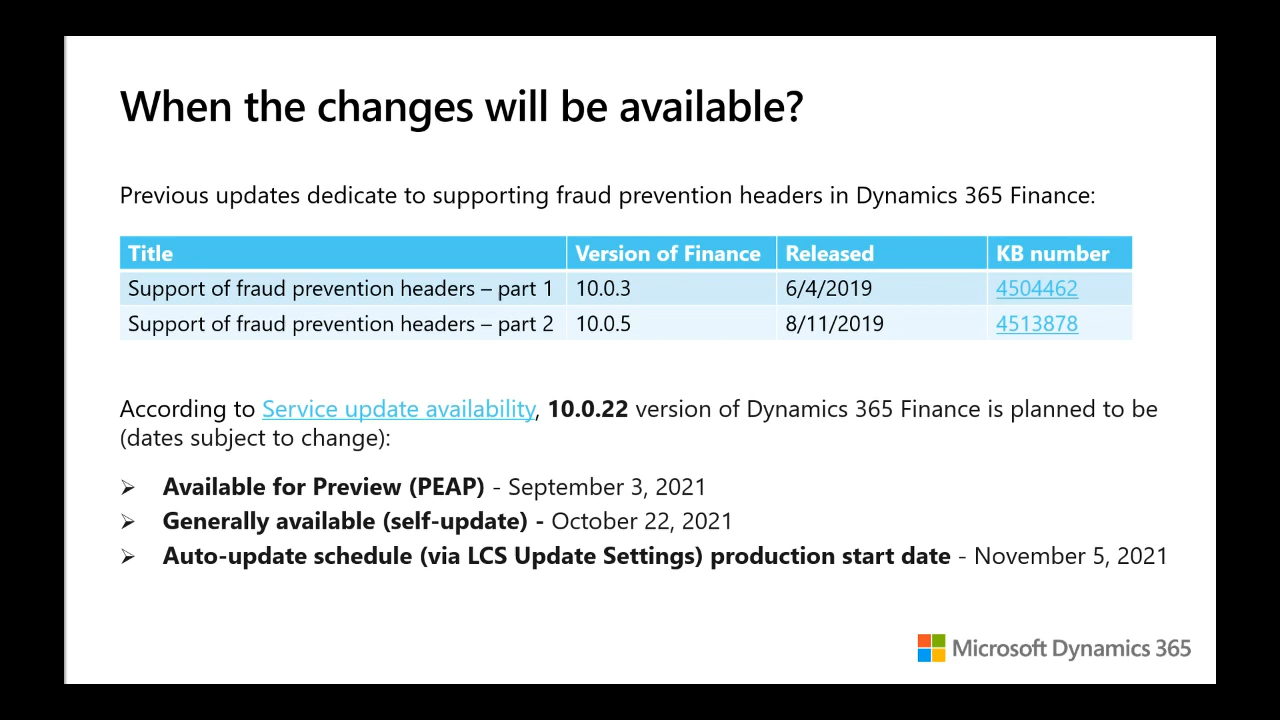 When the changes will be available?
Previous updates dedicate to supporting fraud prevention headers in Dynamics 365 Finance:
Title Version of Finance Released KB number
Support of fraud prevention headers – part 1 10.0.3 6/4/2019 4504462
Support of fraud prevention headers – part 2 10.0.5 8/11/2019 4513878
According to Service update availability, 10.0.22 version of Dynamics 365 Finance is planned to be
(dates subject to change):
➢ Available for Preview (PEAP) - September 3, 2021
➢ Generally available (self-update) - October 22, 2021
➢ Auto-update schedule (via LCS Update Settings) production start date - November 5, 2021
Microsoft Dynamics 365